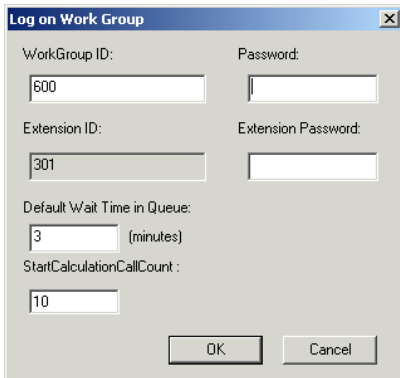 Log on Work Group
WorkGroup ID: Password:
600
Extension ID: Extension Password:
301
Default Wait Time in Queue:
3 (minutes)
StartCalculationCallCount :
10
OK Cancel